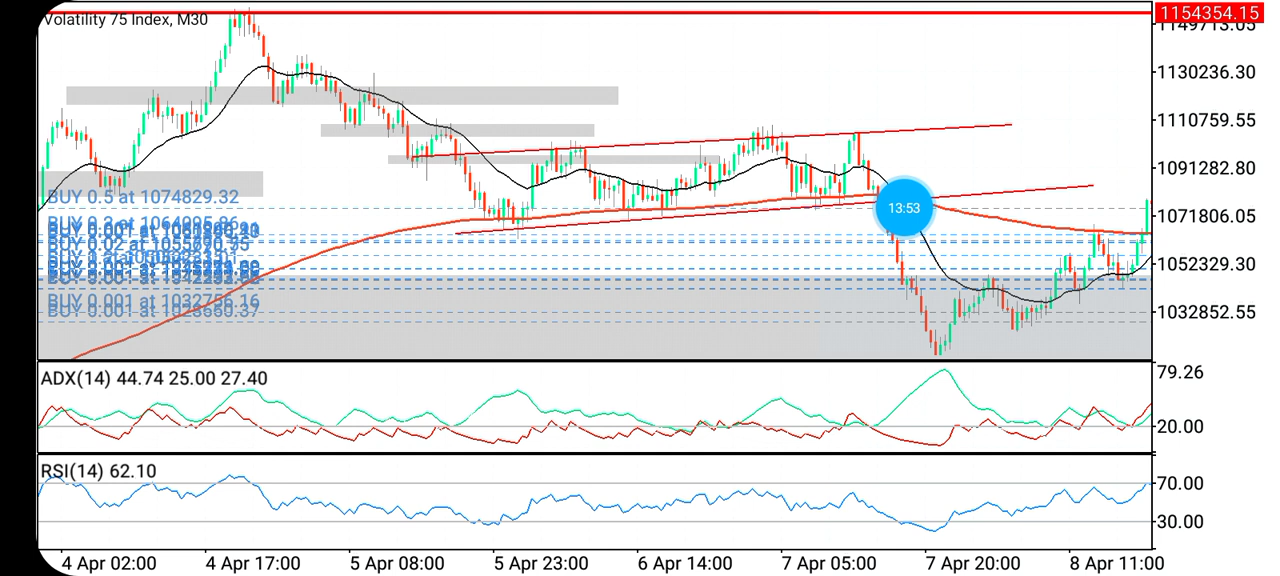 Volatility 75 Index, M30
1154354.15
1149713.05
1130236.30
1110759.55
1091282.80
BUY 0.5 at 1074829.32
13:53
1071806.05
BUY 0.02 at 1055790.75
1052329.30
BUY 0.001 at 1032758.16
BUY 0.001 at 1028660.37
1032852.55
ADX(14) 44.74 25.00 27.40
79.26
20.00
RSI(14) 62.10
70.00
30.00
4 Apr 02:00
4 Apr 17:00
5 Apr 08:00
5 Apr 23:00
6 Apr 14:00
7 Apr 05:00
7 Apr 20:00
8 Apr 11:00